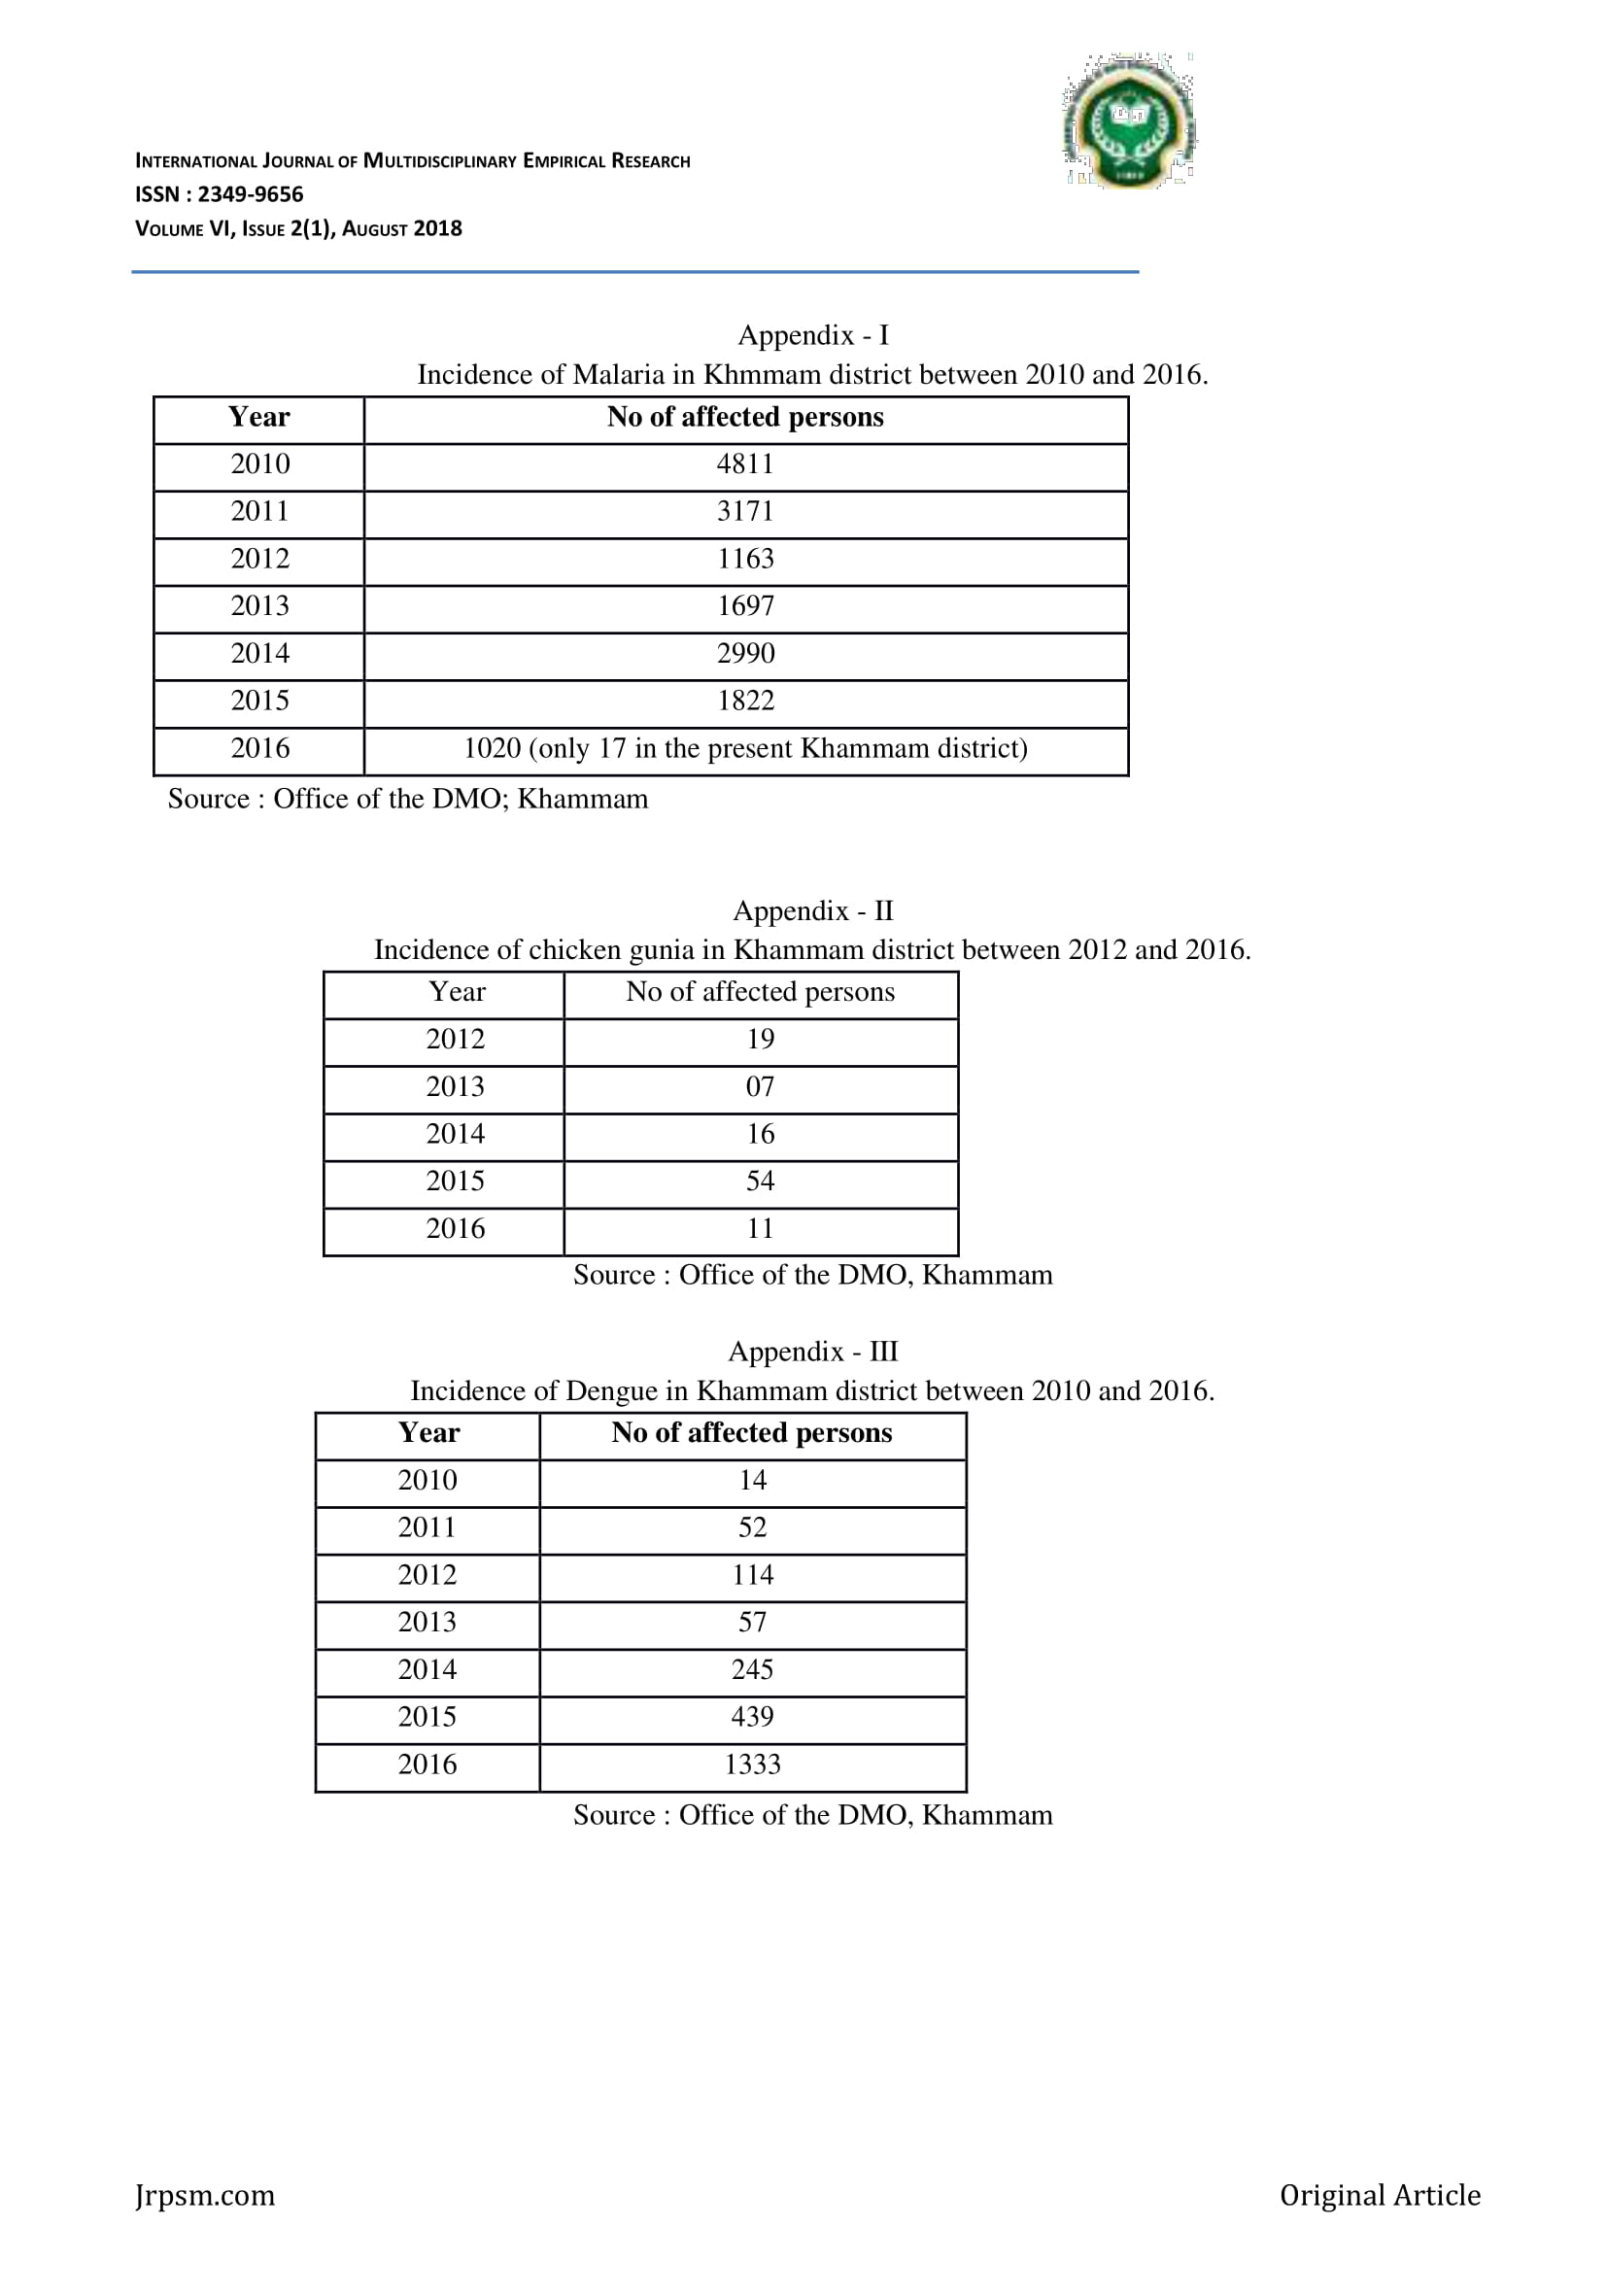 International Journal of Multidisciplinary Empirical Research
ISSN : 2349-9656
Volume VI, Issue 2(1), August 2018
Appendix - I
Incidence of Malaria in Khmmam district between 2010 and 2016.
Year No of affected persons
2010 4811
2011 3171
2012 1163
2013 1697
2014 2990
2015 1822
2016 1020 (only 17 in the present Khammam district)
Source : Office of the DMO; Khammam
Appendix - II
Incidence of chicken gunia in Khammam district between 2012 and 2016.
Year No of affected persons
2012 19
2013 07
2014 16
2015 54
2016 11
Source : Office of the DMO, Khammam
Appendix - III
Incidence of Dengue in Khammam district between 2010 and 2016.
Year No of affected persons
2010 14
2011 52
2012 114
2013 57
2014 245
2015 439
2016 1333
Source : Office of the DMO, Khammam
Jrpsm.com Original Article